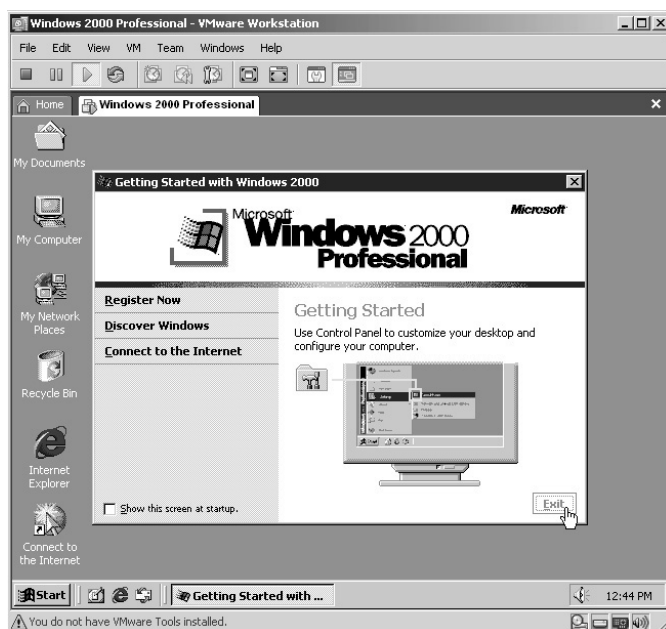 Windows 2000 Professional - VMware Workstation
File Edit View VM Team Windows Help
Home Windows 2000 Professional
My Documents
My Computer
My Network
Places
Recycle Bin
Internet
Explorer
Connect to
the Internet
Getting Started with Windows 2000
Microsoft
Windows 2000
Professional
Microsoft
Register Now
Discover Windows
Connect to the Internet
Getting Started
Use Control Panel to customize your desktop and
configure your computer.
Show this screen at startup.
Exit
Start Getting Started with ... 12:44 PM
You do not have VMware Tools installed.